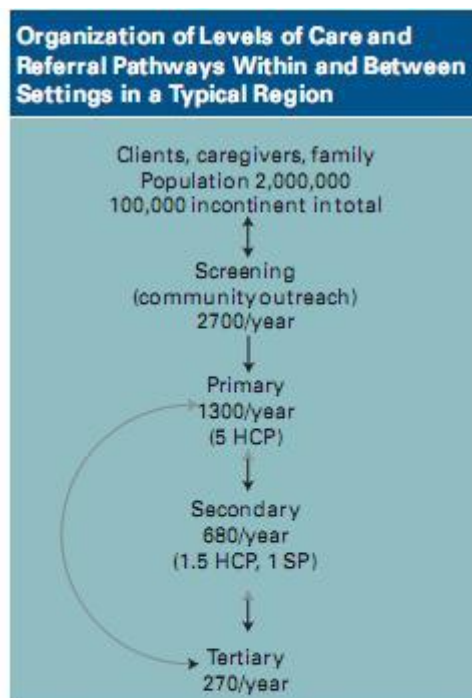 Organization of Levels of Care and
Referral Pathways Within and Between
Settings in a Typical Region
Clients, caregivers, family
Population 2,000,000
100,000 incontinent in total
Screening
(community outreach)
2700/year
Primary
1300/year
(5 HCP)
Secondary
680/year
(1.5 HCP, 1 SP)
Tertiary
270/year